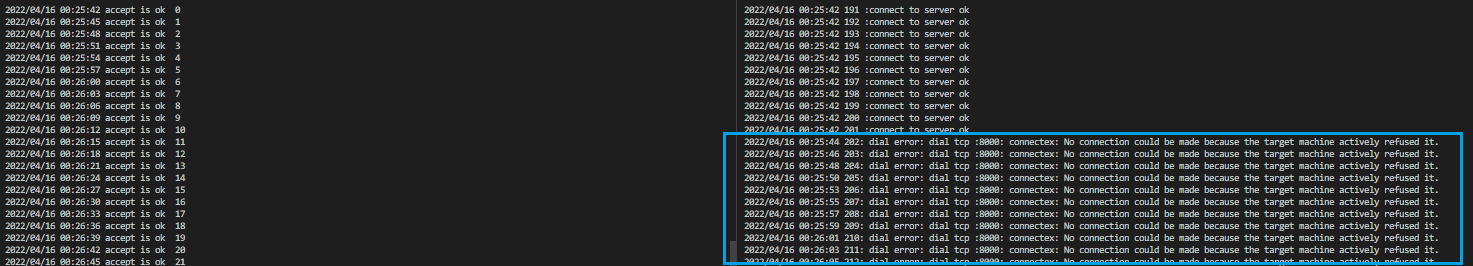 2022/04/16 00:25:42 accept is ok  0
2022/04/16 00:25:45 accept is ok  1
2022/04/16 00:25:48 accept is ok  2
2022/04/16 00:25:51 accept is ok  3
2022/04/16 00:25:54 accept is ok  4
2022/04/16 00:25:57 accept is ok  5
2022/04/16 00:26:00 accept is ok  6
2022/04/16 00:26:03 accept is ok  7
2022/04/16 00:26:06 accept is ok  8
2022/04/16 00:26:09 accept is ok  9
2022/04/16 00:26:12 accept is ok  10
2022/04/16 00:26:15 accept is ok  11
2022/04/16 00:26:18 accept is ok  12
2022/04/16 00:26:21 accept is ok  13
2022/04/16 00:26:24 accept is ok  14
2022/04/16 00:26:27 accept is ok  15
2022/04/16 00:26:30 accept is ok  16
2022/04/16 00:26:33 accept is ok  17
2022/04/16 00:26:36 accept is ok  18
2022/04/16 00:26:39 accept is ok  19
2022/04/16 00:26:42 accept is ok  20
2022/04/16 00:26:45 accept is ok  21
2022/04/16 00:25:42 191 :connect to server ok
2022/04/16 00:25:42 192 :connect to server ok
2022/04/16 00:25:42 193 :connect to server ok
2022/04/16 00:25:42 194 :connect to server ok
2022/04/16 00:25:42 195 :connect to server ok
2022/04/16 00:25:42 196 :connect to server ok
2022/04/16 00:25:42 197 :connect to server ok
2022/04/16 00:25:42 198 :connect to server ok
2022/04/16 00:25:42 199 :connect to server ok
2022/04/16 00:25:42 200 :connect to server ok
2022/04/16 00:25:42 201 :connect to server ok
2022/04/16 00:25:44 202: dial error: dial tcp :8000: connectex: No connection could be made because the target machine actively refused it.
2022/04/16 00:25:46 203: dial error: dial tcp :8000: connectex: No connection could be made because the target machine actively refused it.
2022/04/16 00:25:48 204: dial error: dial tcp :8000: connectex: No connection could be made because the target machine actively refused it.
2022/04/16 00:25:50 205: dial error: dial tcp :8000: connectex: No connection could be made because the target machine actively refused it.
2022/04/16 00:25:53 206: dial error: dial tcp :8000: connectex: No connection could be made because the target machine actively refused it.
2022/04/16 00:25:55 207: dial error: dial tcp :8000: connectex: No connection could be made because the target machine actively refused it.
2022/04/16 00:25:57 208: dial error: dial tcp :8000: connectex: No connection could be made because the target machine actively refused it.
2022/04/16 00:25:59 209: dial error: dial tcp :8000: connectex: No connection could be made because the target machine actively refused it.
2022/04/16 00:26:01 210: dial error: dial tcp :8000: connectex: No connection could be made because the target machine actively refused it.
2022/04/16 00:26:03 211: dial error: dial tcp :8000: connectex: No connection could be made because the target machine actively refused it.
2022/04/16 00:26:05 212: dial error: dial tcp :8000: connectex: No connection could be made because the target machine actively refused it.